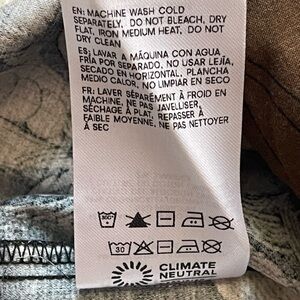 EN: MACHINE WASH COLD
SEPARATELY, DO NOT BLEACH, DRY
FLAT, IRON MEDIUM HEAT, DO NOT
DRY CLEAN
ES: LAVAR A MÁQUINA CON AGUA
FRÍA POR SEPARADO, NO USAR LEJÍA,
SECADO EN HORIZONTAL, PLANCHA
MEDIO CALOR, NO LIMPIAR EN SECO
FR: LAVER SÉPARÉMENT À FROID EN
MACHINE, NE PAS JAVELLISER,
SÉCHAGE À PLAT, REPASSER À
FAIBLE MOYENNE, NE PAS NETTOYER
À SEC
30
CLIMATE
NEUTRAL